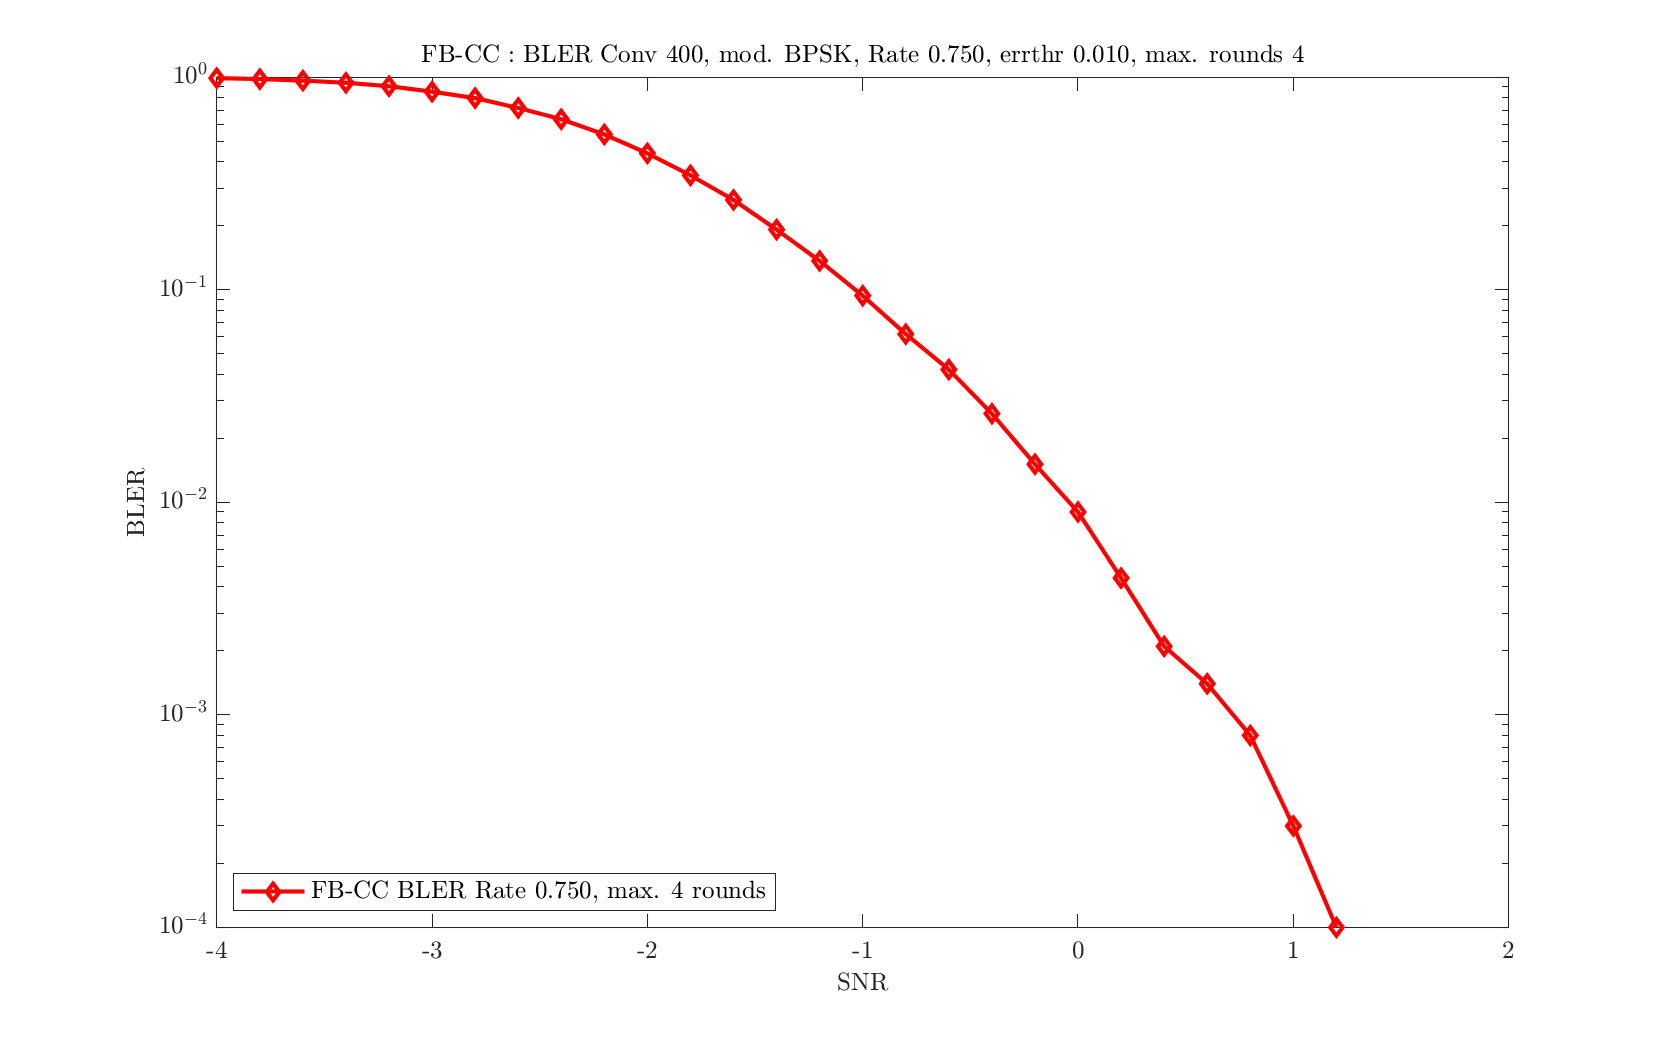 FB-CC : BLER Conv 400, mod. BPSK, Rate 0.750, errthr 0.010, max. rounds 4
10^0
10^-1
10^-2
10^-3
10^-4
BLER
FB-CC BLER Rate 0.750, max. 4 rounds
-4 -3 -2 -1 0 1 2
SNR